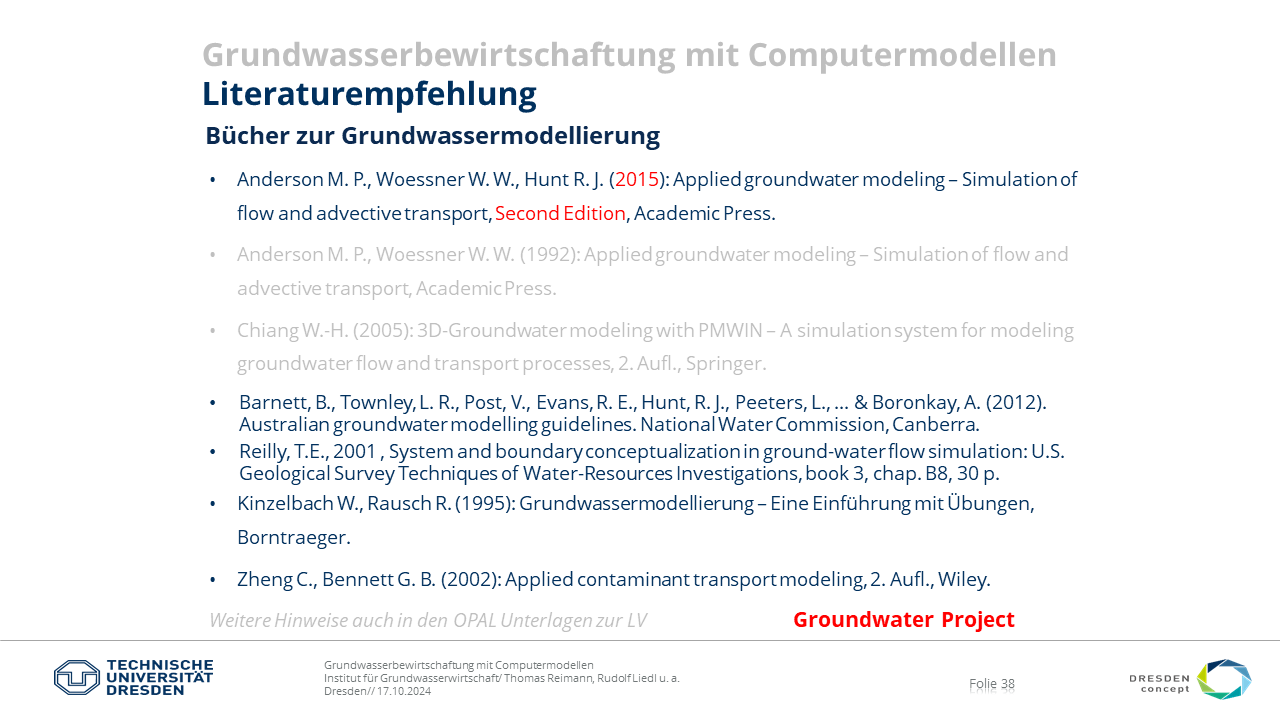 Grundwasserbewirtschaftung mit Computermodellen
Literaturempfehlung
Bücher zur Grundwassermodellierung
• Anderson M. P., Woessner W. W., Hunt R. J. (2015): Applied groundwater modeling – Simulation of
flow and advective transport, Second Edition, Academic Press.
• Anderson M. P., Woessner W. W. (1992): Applied groundwater modeling – Simulation of flow and
advective transport, Academic Press.
• Chiang W.-H. (2005): 3D-Groundwater modeling with PMWIN – A simulation system for modeling
groundwater flow and transport processes, 2. Aufl., Springer.
• Barnett, B., Townley, L. R., Post, V., Evans, R. E., Hunt, R. J., Peeters, L., ... & Boronkay, A. (2012).
Australian groundwater modelling guidelines. National Water Commission, Canberra.
• Reilly, T.E., 2001 , System and boundary conceptualization in ground-water flow simulation: U.S.
Geological Survey Techniques of Water-Resources Investigations, book 3, chap. B8, 30 p.
• Kinzelbach W., Rausch R. (1995): Grundwassermodellierung – Eine Einführung mit Übungen,
Borntraeger.
• Zheng C., Bennett G. B. (2002): Applied contaminant transport modeling, 2. Aufl., Wiley.
Weitere Hinweise auch in den OPAL Unterlagen zur LV
Groundwater Project
TECHNISCHE
UNIVERSITÄT
DRESDEN
Grundwasserbewirtschaftung mit Computermodellen
Institut für Grundwasserwirtschaft/ Thomas Reimann, Rudolf Liedl u. a.
Dresden// 17.10.2024
Folie 38
DRESDEN
concept